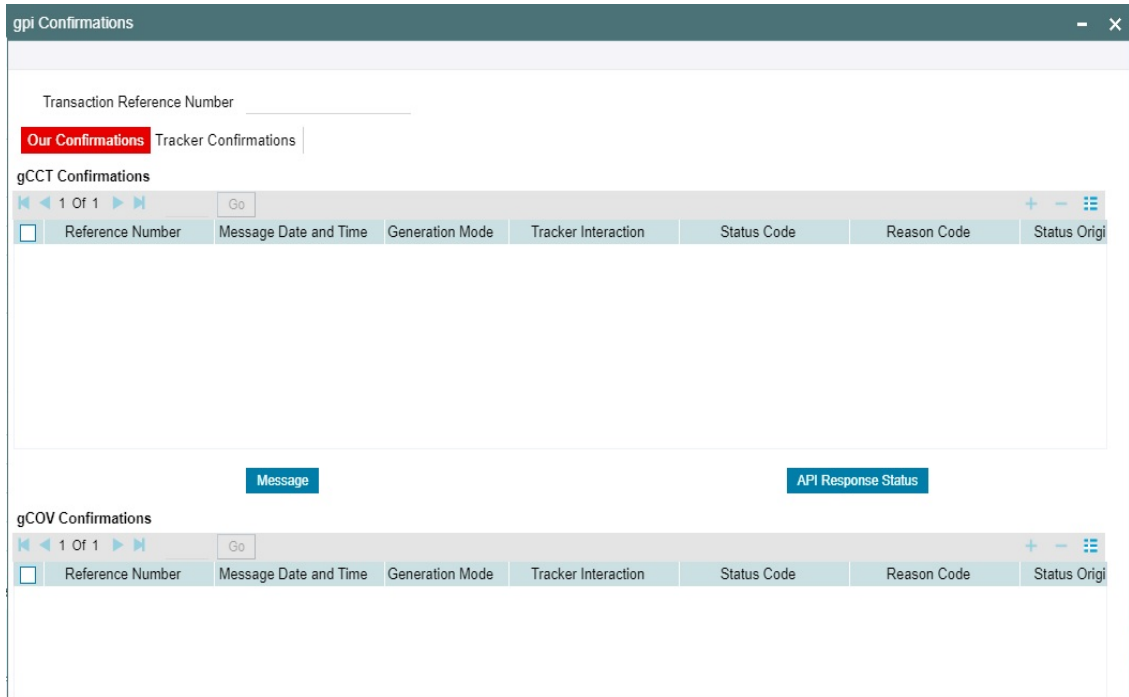 gpi Confirmations
Transaction Reference Number
Our Confirmations Tracker Confirmations
gCCT Confirmations
1 Of 1 Go
Reference Number Message Date and Time Generation Mode Tracker Interaction Status Code Reason Code Status Origi
Message API Response Status
gCOV Confirmations
1 Of 1 Go
Reference Number Message Date and Time Generation Mode Tracker Interaction Status Code Reason Code Status Origi